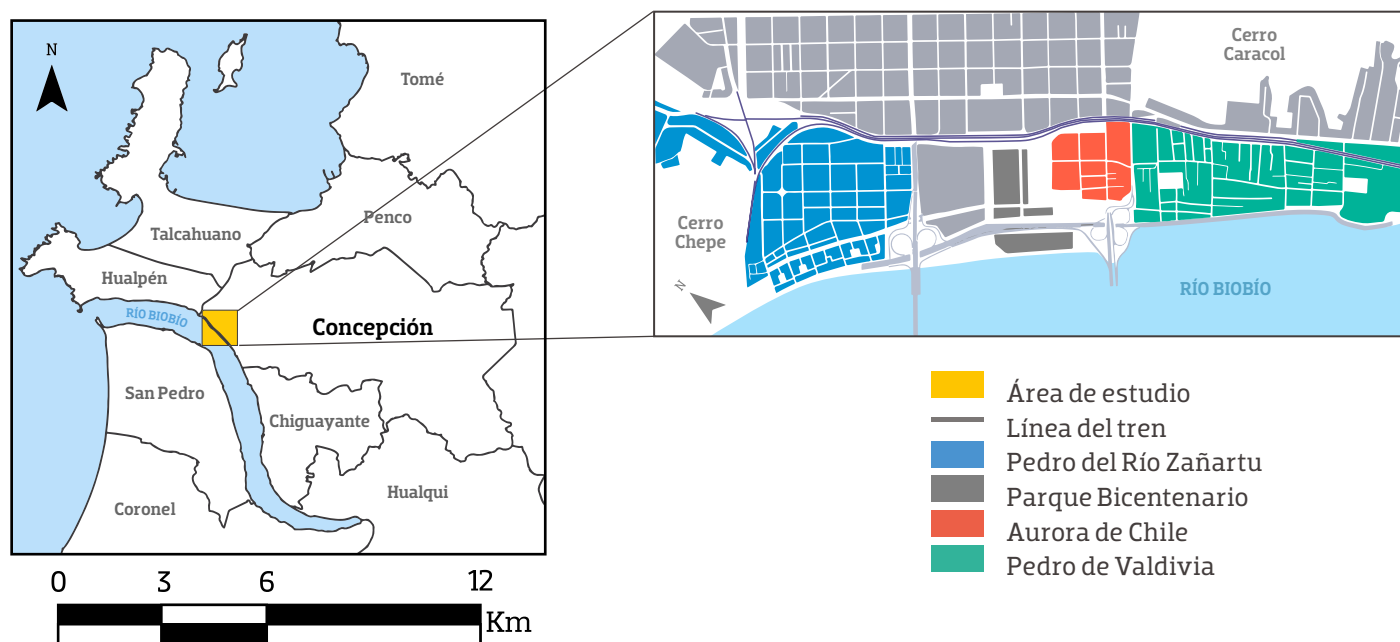 N
Tomé
Penco
Talcahuano
Hualpén
RÍO BIOBÍO
Concepción
San Pedro
Chiguayante
Coronel
Hualqui
0 3 6 12
Km
Cerro
Caracol
Cerro
Chepe
N
RÍO BIOBÍO
Área de estudio
Línea del tren
Pedro del Río Zañartu
Parque Bicentenario
Aurora de Chile
Pedro de Valdivia